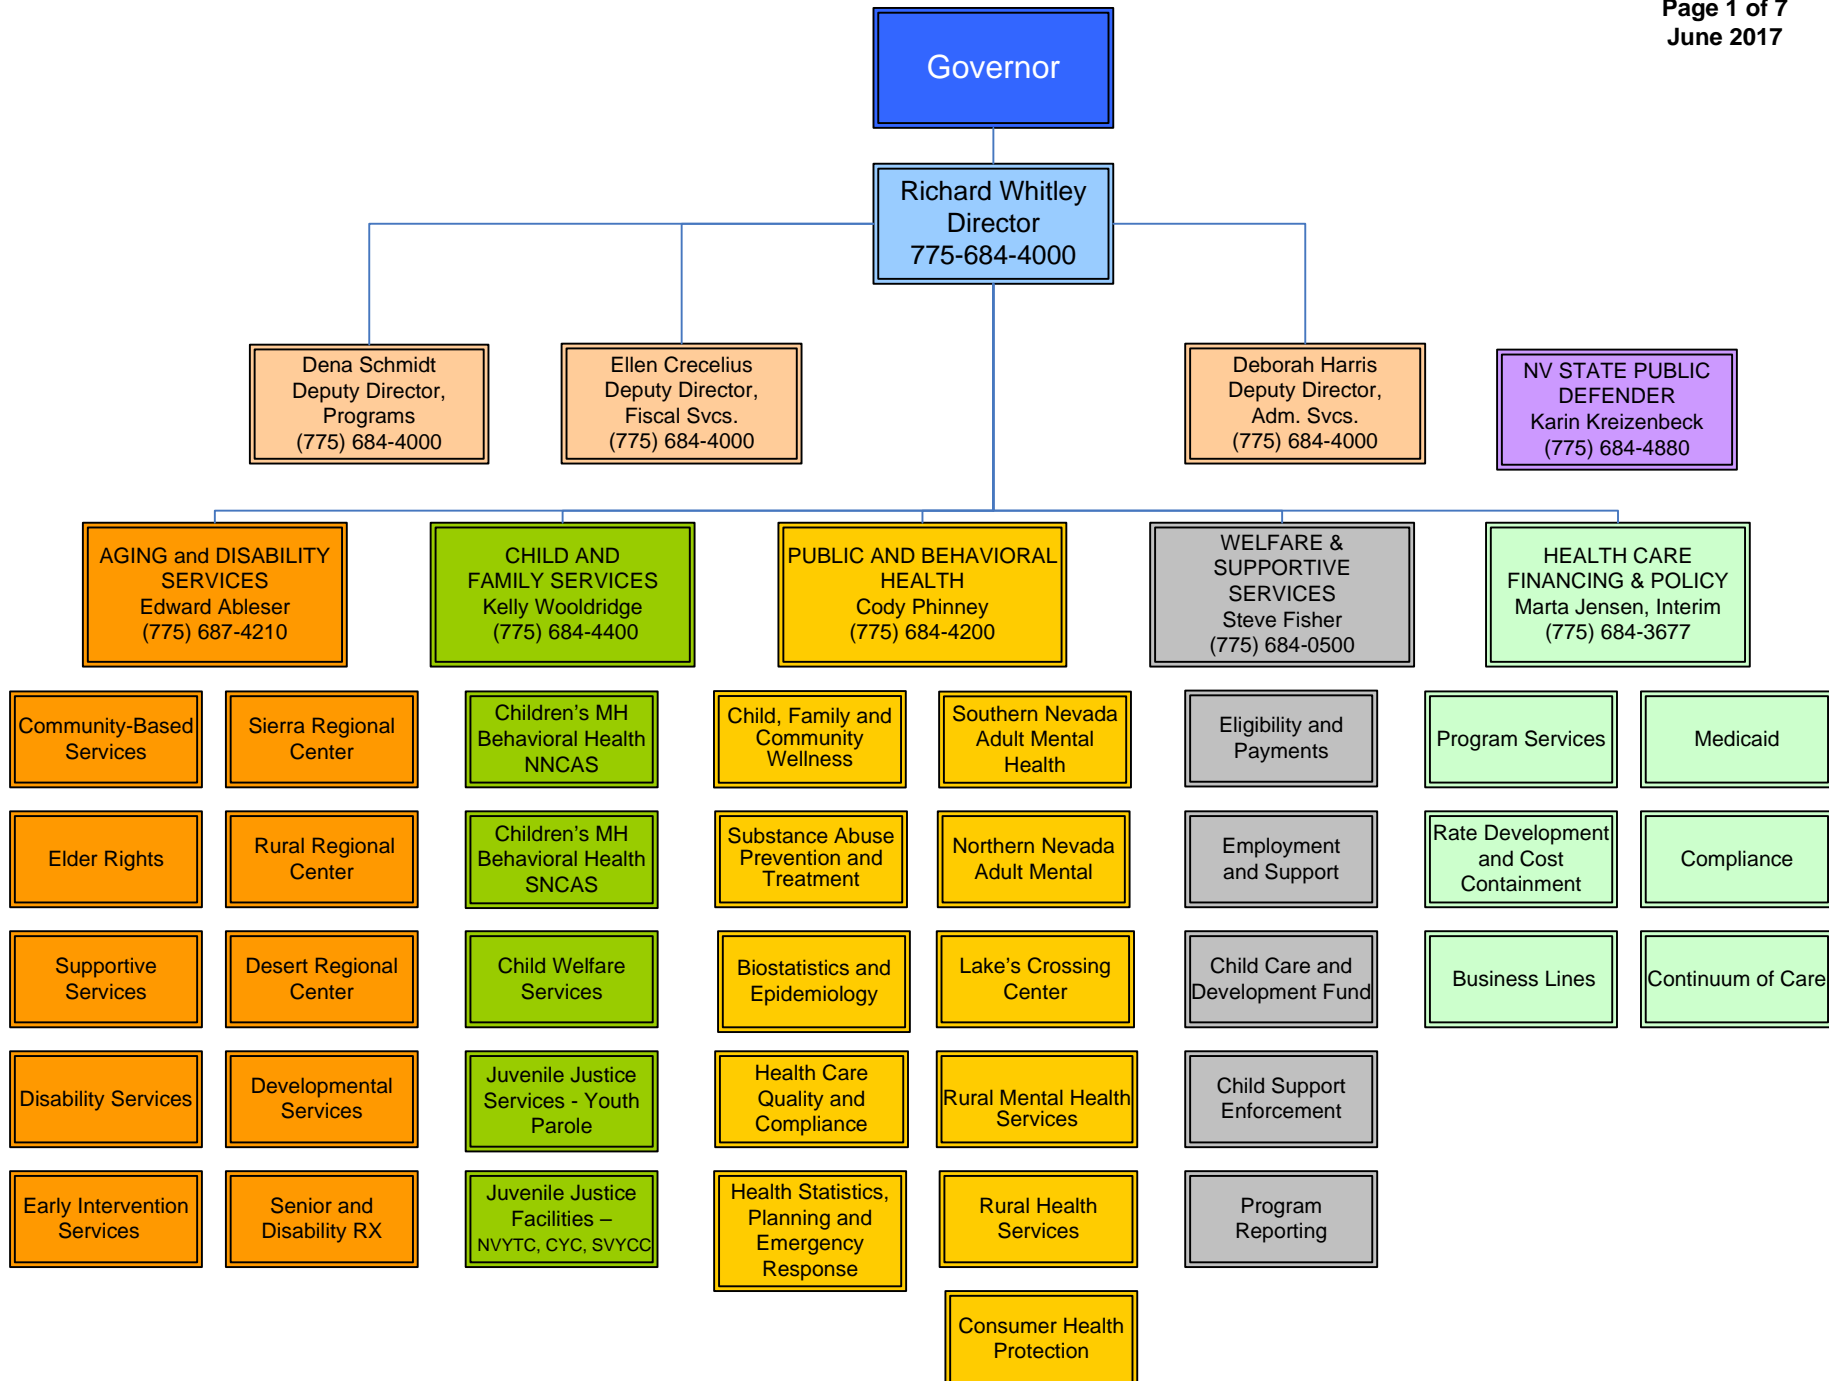 Page 1 of 7
June 2017
Governor
Richard Whitley
Director
775-684-4000
Dena Schmidt
Deputy Director,
Programs
(775) 684-4000
Ellen Crecelius
Deputy Director,
Fiscal Svcs.
(775) 684-4000
Deborah Harris
Deputy Director,
Adm. Svcs.
(775) 684-4000
NV STATE PUBLIC
DEFENDER
Karin Kreizenbeck
(775) 684-4880
AGING and DISABILITY
SERVICES
Edward Ableser
(775) 687-4210
CHILD AND
FAMILY SERVICES
Kelly Wooldridge
(775) 684-4400
PUBLIC AND BEHAVIORAL
HEALTH
Cody Phinney
(775) 684-4200
WELFARE &
SUPPORTIVE
SERVICES
Steve Fisher
(775) 684-0500
HEALTH CARE
FINANCING & POLICY
Marta Jensen, Interim
(775) 684-3677
Community-Based
Services
Sierra Regional
Center
Children's MH
Behavioral Health
NNCAS
Child, Family and
Community
Wellness
Southern Nevada
Adult Mental
Health
Eligibility and
Payments
Program Services
Medicaid
Elder Rights
Rural Regional
Center
Children's MH
Behavioral Health
SNCAS
Substance Abuse
Prevention and
Treatment
Northern Nevada
Adult Mental
Employment
and Support
Rate Development
and Cost
Containment
Compliance
Supportive
Services
Desert Regional
Center
Child Welfare
Services
Biostatistics and
Epidemiology
Lake's Crossing
Center
Child Care and
Development Fund
Business Lines
Continuum of Care
Disability Services
Developmental
Services
Juvenile Justice
Services - Youth
Parole
Health Care
Quality and
Compliance
Rural Mental Health
Services
Child Support
Enforcement
Early Intervention
Services
Senior and
Disability RX
Juvenile Justice
Facilities –
NVYTC, CYC, SVYCC
Health Statistics,
Planning and
Emergency
Response
Rural Health
Services
Program
Reporting
Consumer Health
Protection